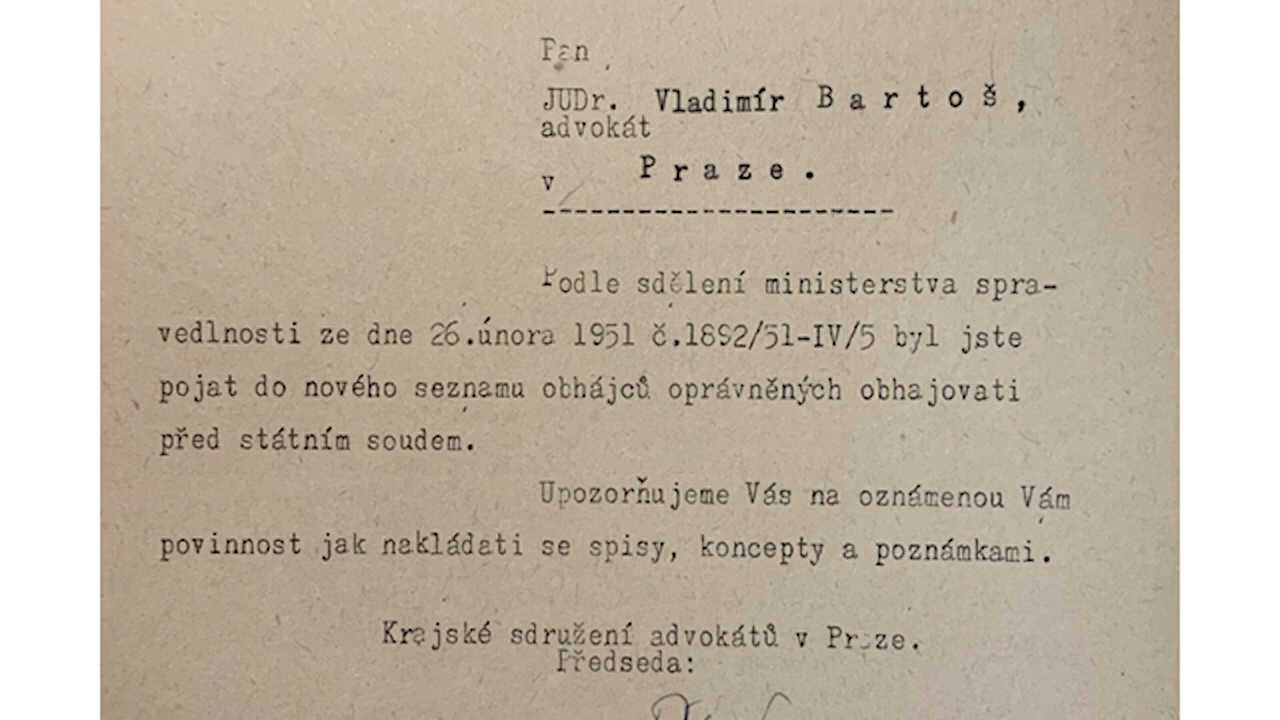 Pan
JUDr. Vladimír Bartoš,
advokát
v Praze.
----------------------
Podle sdělení ministerstva spra-
vedlnosti ze dne 26.února 1951 č.1892/51-IV/5 byl jste
pojat do nového seznamu obhájců oprávněných obhajovati
před státním soudem.
Upozorňujeme Vás na oznámenou Vám
povinnost jak nakládati se spisy, koncepty a poznámkami.
Krajské sdružení advokátů v Praze.
Předseda: